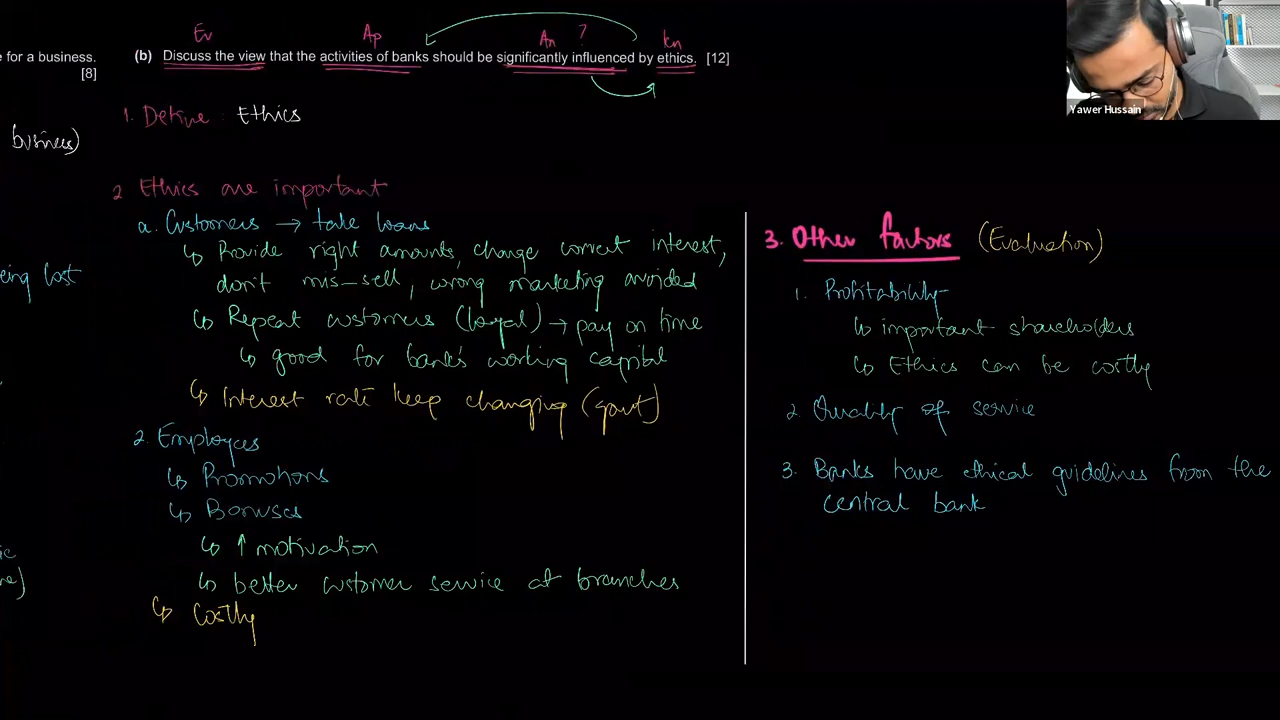 Ev Ap An ? Kn
e for a business.
[8]
(b) Discuss the view that the activities of banks should be significantly influenced by ethics. [12]
Yawer Hussain
1. Define : Ethics
business)
2 Ethics are important
a. Customers → take loans
↳ Provide right amounts, change correct interest,
don't mis-sell, wrong marketing avoided
↳ Repeat customers (loyal) → pay on time
↳ good for bank's working capital
↳ Interest rate keep changing (govt)
eing lost
2. Employees
↳ Promotions
↳ Bonuses
↳ ↑ motivation
↳ better customer service at branches
↳ Costly
3. Other factors (Evaluation)
1. Profitability
↳ important shareholders
↳ Ethics can be costly
2 Quality of service
3. Banks have ethical guidelines from the
central bank